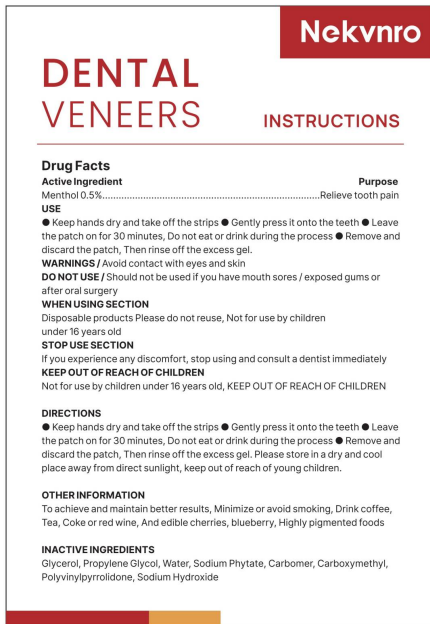 Nekvnro
DENTAL
VENEERS
INSTRUCTIONS
Drug Facts
Active Ingredient Purpose
Menthol 0.5%......................................................................Relieve tooth pain
USE
● Keep hands dry and take off the strips ● Gently press it onto the teeth ● Leave
the patch on for 30 minutes, Do not eat or drink during the process ● Remove and
discard the patch, Then rinse off the excess gel.
WARNINGS / Avoid contact with eyes and skin
DO NOT USE / Should not be used if you have mouth sores / exposed gums or
after oral surgery
WHEN USING SECTION
Disposable products Please do not reuse, Not for use by children
under 16 years old
STOP USE SECTION
If you experience any discomfort, stop using and consult a dentist immediately
KEEP OUT OF REACH OF CHILDREN
Not for use by children under 16 years old, KEEP OUT OF REACH OF CHILDREN
DIRECTIONS
● Keep hands dry and take off the strips ● Gently press it onto the teeth ● Leave
the patch on for 30 minutes, Do not eat or drink during the process ● Remove and
discard the patch, Then rinse off the excess gel. Please store in a dry and cool
place away from direct sunlight, keep out of reach of young children.
OTHER INFORMATION
To achieve and maintain better results, Minimize or avoid smoking, Drink coffee,
Tea, Coke or red wine, And edible cherries, blueberry, Highly pigmented foods
INACTIVE INGREDIENTS
Glycerol, Propylene Glycol, Water, Sodium Phytate, Carbomer, Carboxymethyl,
Polyvinylpyrrolidone, Sodium Hydroxide